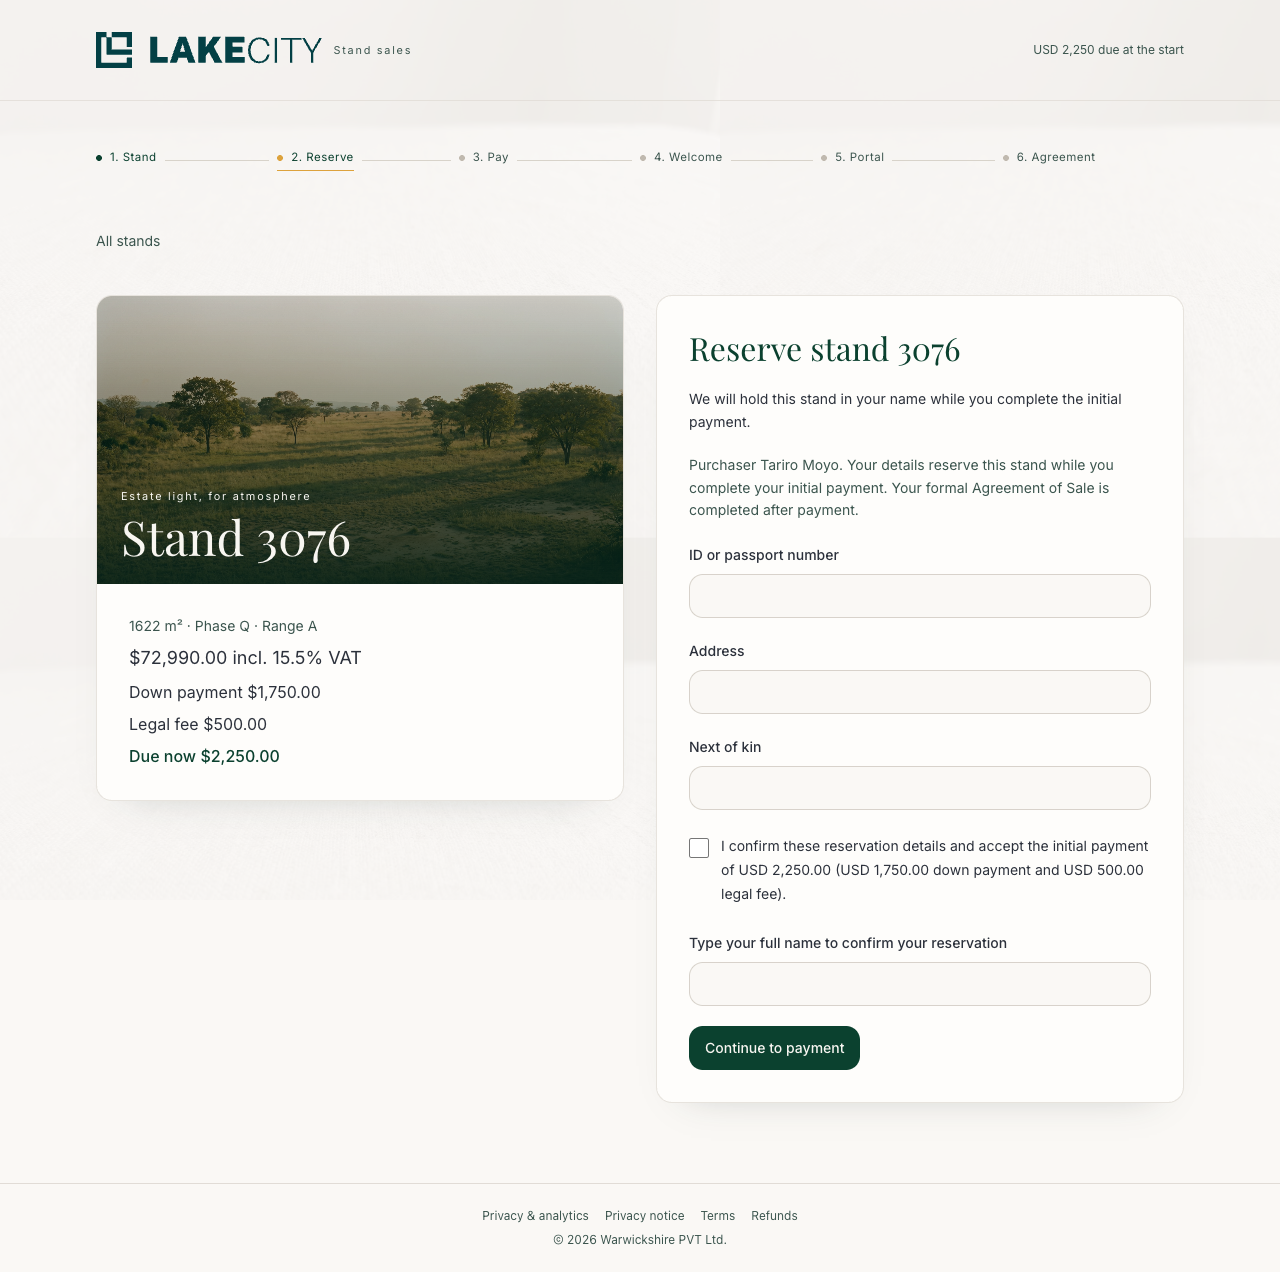 LAKECITY Stand sales
USD 2,250 due at the start
1. Stand
2. Reserve
3. Pay
4. Welcome
5. Portal
6. Agreement
All stands
Estate light, for atmosphere
Stand 3076
1622 m² · Phase Q · Range A
$72,990.00 incl. 15.5% VAT
Down payment $1,750.00
Legal fee $500.00
Due now $2,250.00
Reserve stand 3076
We will hold this stand in your name while you complete the initial
payment.
Purchaser Tariro Moyo. Your details reserve this stand while you
complete your initial payment. Your formal Agreement of Sale is
completed after payment.
ID or passport number
Address
Next of kin
I confirm these reservation details and accept the initial payment
of USD 2,250.00 (USD 1,750.00 down payment and USD 500.00
legal fee).
Type your full name to confirm your reservation
Continue to payment
Privacy & analytics
Privacy notice
Terms
Refunds
© 2026 Warwickshire PVT Ltd.